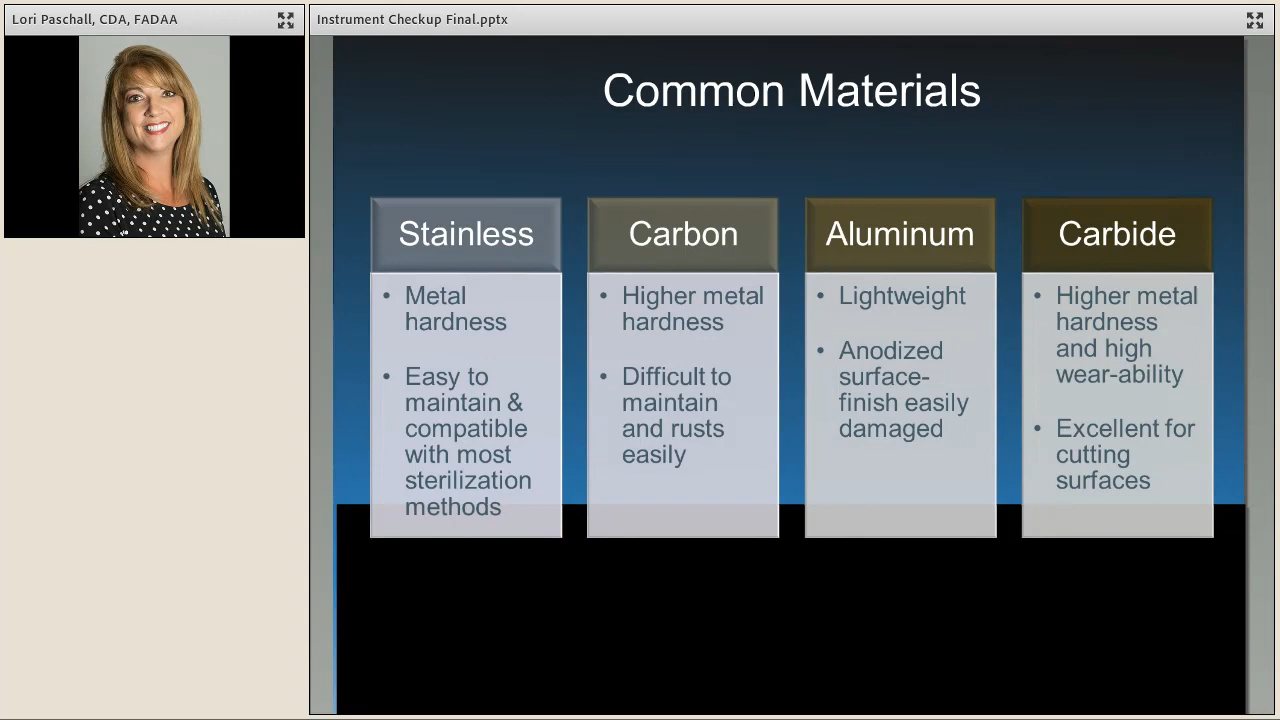 Lori Paschall, CDA, FADAA
Instrument Checkup Final.pptx
Common Materials
Stainless
• Metal
hardness
• Easy to
maintain &
compatible
with most
sterilization
methods
Carbon
• Higher metal
hardness
• Difficult to
maintain
and rusts
easily
Aluminum
• Lightweight
• Anodized
surface-
finish easily
damaged
Carbide
• Higher metal
hardness
and high
wear-ability
• Excellent for
cutting
surfaces